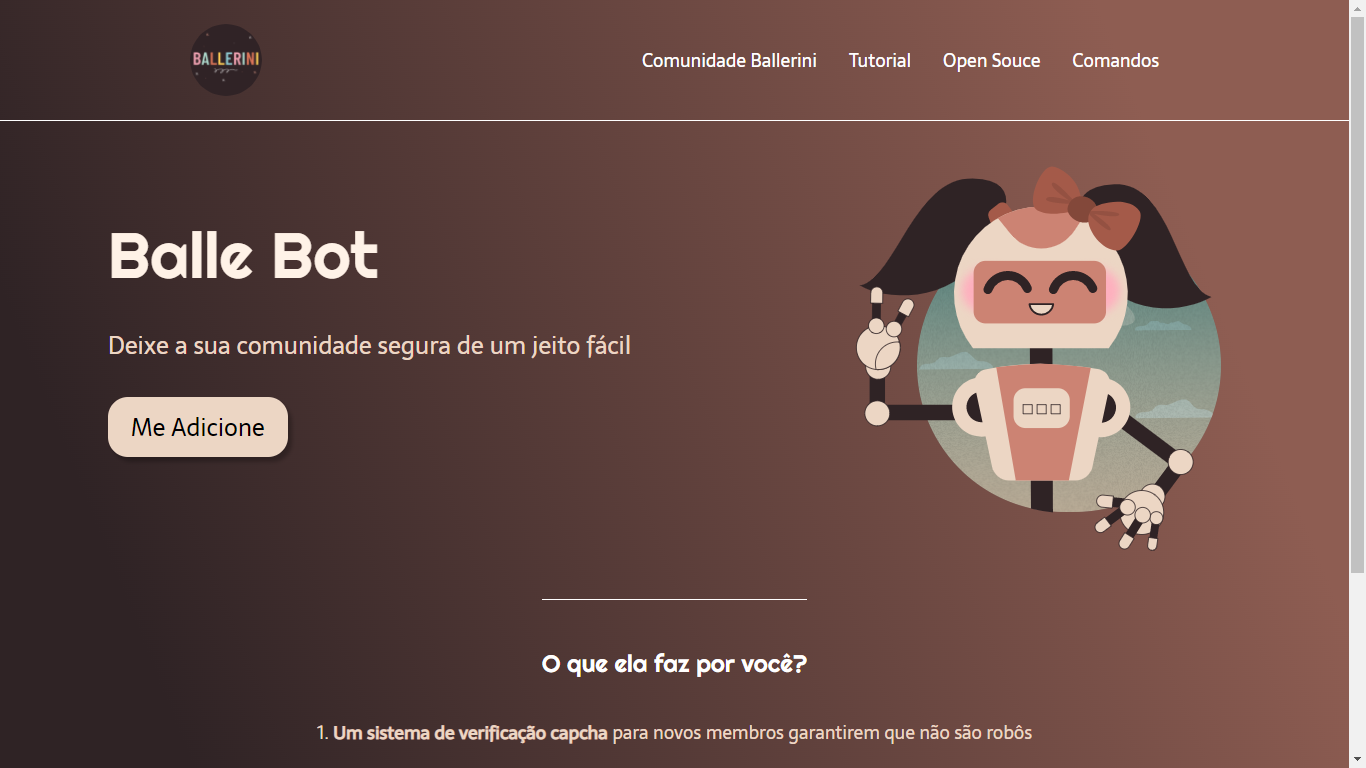 BALLERINI
Comunidade Ballerini Tutorial Open Souce Comandos
Balle Bot
Deixe a sua comunidade segura de um jeito fácil
Me Adicione
O que ela faz por você?
1. Um sistema de verificação capcha para novos membros garantirem que não são robôs